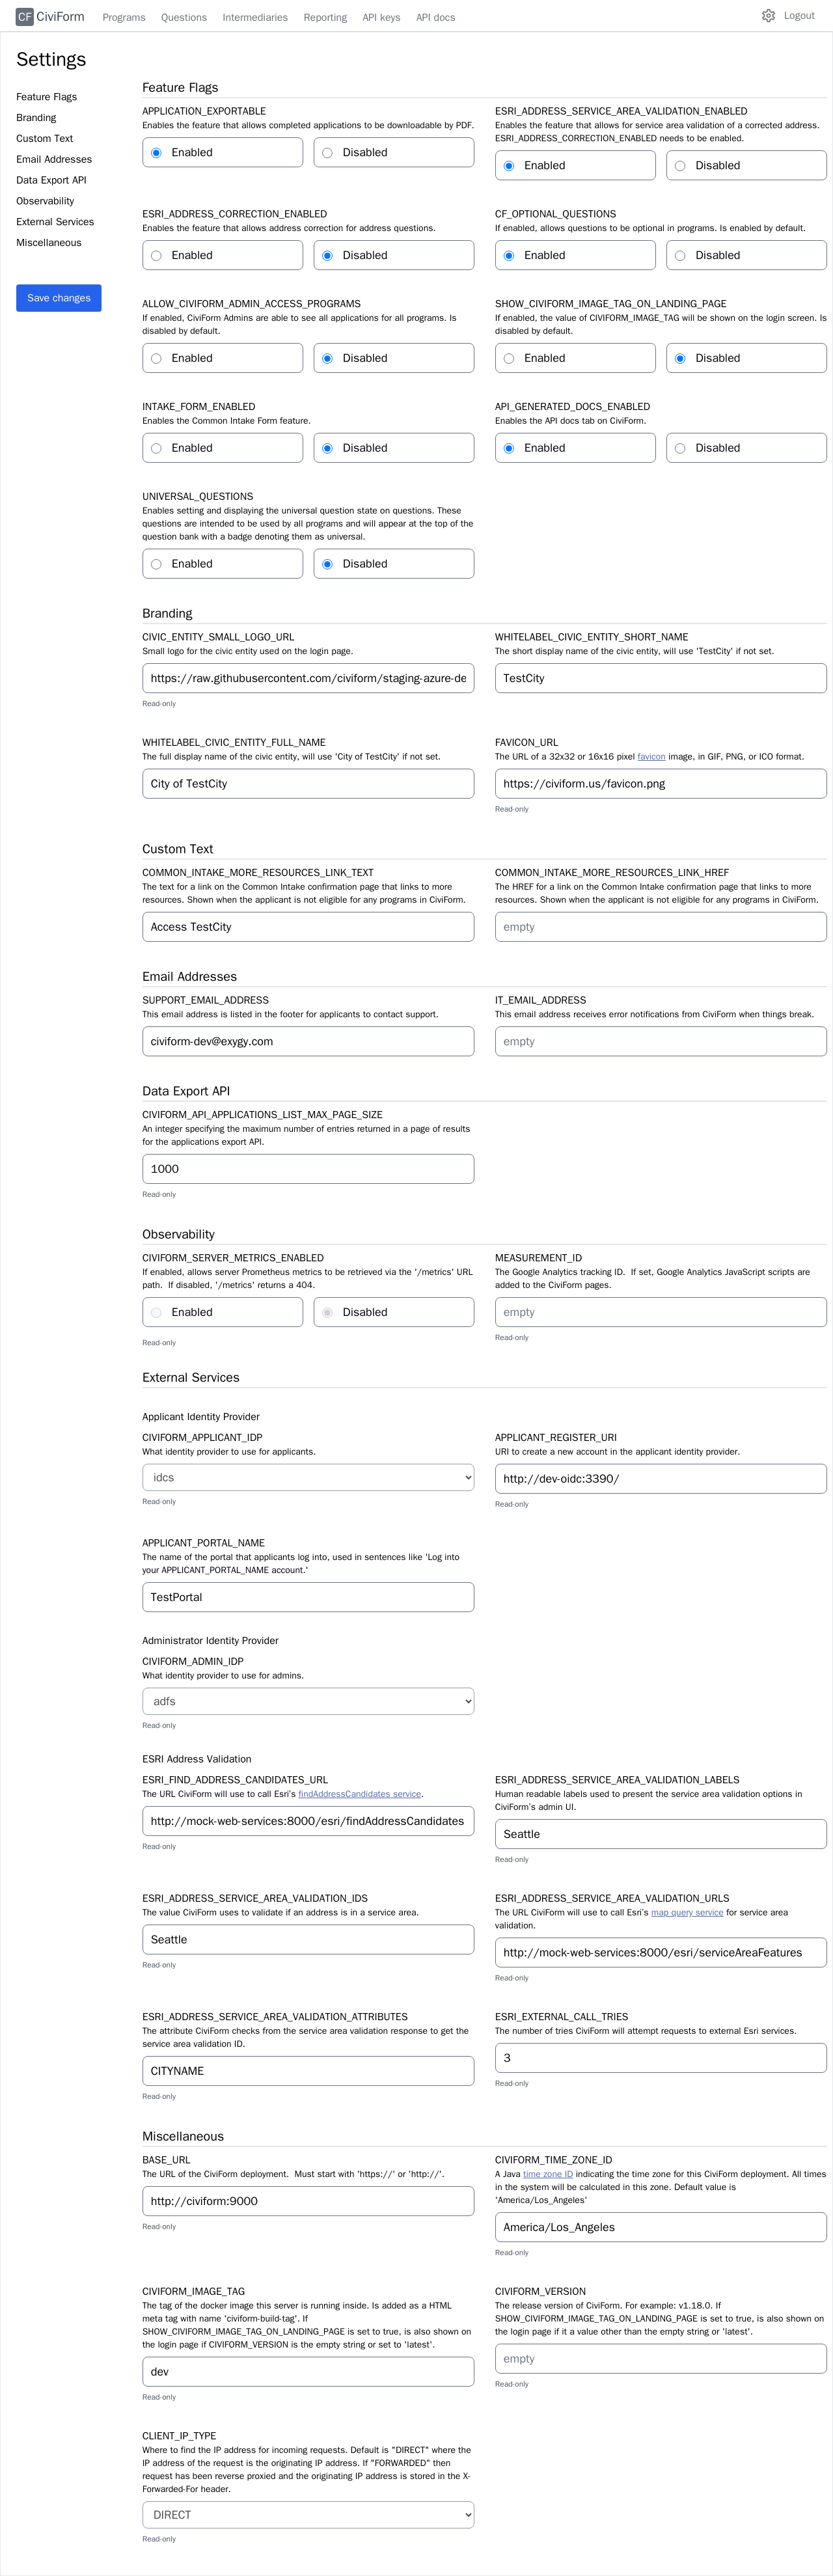 CF CiviForm Programs Questions Intermediaries Reporting API keys API docs Logout
Settings
Feature Flags
Branding
Custom Text
Email Addresses
Data Export API
Observability
External Services
Miscellaneous
Save changes
Feature Flags
APPLICATION_EXPORTABLE
Enables the feature that allows completed applications to be downloadable by PDF.
Enabled Disabled
ESRI_ADDRESS_SERVICE_AREA_VALIDATION_ENABLED
Enables the feature that allows for service area validation of a corrected address.
ESRI_ADDRESS_CORRECTION_ENABLED needs to be enabled.
Enabled Disabled
ESRI_ADDRESS_CORRECTION_ENABLED
Enables the feature that allows address correction for address questions.
Enabled Disabled
CF_OPTIONAL_QUESTIONS
If enabled, allows questions to be optional in programs. Is enabled by default.
Enabled Disabled
ALLOW_CIVIFORM_ADMIN_ACCESS_PROGRAMS
If enabled, CiviForm Admins are able to see all applications for all programs. Is
disabled by default.
Enabled Disabled
SHOW_CIVIFORM_IMAGE_TAG_ON_LANDING_PAGE
If enabled, the value of CIVIFORM_IMAGE_TAG will be shown on the login screen. Is
disabled by default.
Enabled Disabled
INTAKE_FORM_ENABLED
Enables the Common Intake Form feature.
Enabled Disabled
API_GENERATED_DOCS_ENABLED
Enables the API docs tab on CiviForm.
Enabled Disabled
UNIVERSAL_QUESTIONS
Enables setting and displaying the universal question state on questions. These
questions are intended to be used by all programs and will appear at the top of the
question bank with a badge denoting them as universal.
Enabled Disabled
Branding
CIVIC_ENTITY_SMALL_LOGO_URL
Small logo for the civic entity used on the login page.
https://raw.githubusercontent.com/civiform/staging-azure-de
Read-only
WHITELABEL_CIVIC_ENTITY_SHORT_NAME
The short display name of the civic entity, will use 'TestCity' if not set.
TestCity
WHITELABEL_CIVIC_ENTITY_FULL_NAME
The full display name of the civic entity, will use 'City of TestCity' if not set.
City of TestCity
FAVICON_URL
The URL of a 32x32 or 16x16 pixel favicon image, in GIF, PNG, or ICO format.
https://civiform.us/favicon.png
Read-only
Custom Text
COMMON_INTAKE_MORE_RESOURCES_LINK_TEXT
The text for a link on the Common Intake confirmation page that links to more
resources. Shown when the applicant is not eligible for any programs in CiviForm.
Access TestCity
COMMON_INTAKE_MORE_RESOURCES_LINK_HREF
The HREF for a link on the Common Intake confirmation page that links to more
resources. Shown when the applicant is not eligible for any programs in CiviForm.
empty
Email Addresses
SUPPORT_EMAIL_ADDRESS
This email address is listed in the footer for applicants to contact support.
civiform-dev@exygy.com
IT_EMAIL_ADDRESS
This email address receives error notifications from CiviForm when things break.
empty
Data Export API
CIVIFORM_API_APPLICATIONS_LIST_MAX_PAGE_SIZE
An integer specifying the maximum number of entries returned in a page of results
for the applications export API.
1000
Read-only
Observability
CIVIFORM_SERVER_METRICS_ENABLED
If enabled, allows server Prometheus metrics to be retrieved via the '/metrics' URL
path.  If disabled, '/metrics' returns a 404.
Enabled Disabled
Read-only
MEASUREMENT_ID
The Google Analytics tracking ID.  If set, Google Analytics JavaScript scripts are
added to the CiviForm pages.
empty
Read-only
External Services
Applicant Identity Provider
CIVIFORM_APPLICANT_IDP
What identity provider to use for applicants.
idcs
Read-only
APPLICANT_REGISTER_URI
URI to create a new account in the applicant identity provider.
http://dev-oidc:3390/
Read-only
APPLICANT_PORTAL_NAME
The name of the portal that applicants log into, used in sentences like 'Log into
your APPLICANT_PORTAL_NAME account.'
TestPortal
Administrator Identity Provider
CIVIFORM_ADMIN_IDP
What identity provider to use for admins.
adfs
Read-only
ESRI Address Validation
ESRI_FIND_ADDRESS_CANDIDATES_URL
The URL CiviForm will use to call Esri's findAddressCandidates service.
http://mock-web-services:8000/esri/findAddressCandidates
Read-only
ESRI_ADDRESS_SERVICE_AREA_VALIDATION_LABELS
Human readable labels used to present the service area validation options in
CiviForm's admin UI.
Seattle
Read-only
ESRI_ADDRESS_SERVICE_AREA_VALIDATION_IDS
The value CiviForm uses to validate if an address is in a service area.
Seattle
Read-only
ESRI_ADDRESS_SERVICE_AREA_VALIDATION_URLS
The URL CiviForm will use to call Esri's map query service for service area
validation.
http://mock-web-services:8000/esri/serviceAreaFeatures
Read-only
ESRI_ADDRESS_SERVICE_AREA_VALIDATION_ATTRIBUTES
The attribute CiviForm checks from the service area validation response to get the
service area validation ID.
CITYNAME
Read-only
ESRI_EXTERNAL_CALL_TRIES
The number of tries CiviForm will attempt requests to external Esri services.
3
Read-only
Miscellaneous
BASE_URL
The URL of the CiviForm deployment.  Must start with 'https://' or 'http://'.
http://civiform:9000
Read-only
CIVIFORM_TIME_ZONE_ID
A Java time zone ID indicating the time zone for this CiviForm deployment. All times
in the system will be calculated in this zone. Default value is
'America/Los_Angeles'
America/Los_Angeles
Read-only
CIVIFORM_IMAGE_TAG
The tag of the docker image this server is running inside. Is added as a HTML
meta tag with name 'civiform-build-tag'. If
SHOW_CIVIFORM_IMAGE_TAG_ON_LANDING_PAGE is set to true, is also shown on
the login page if CIVIFORM_VERSION is the empty string or set to 'latest'.
dev
Read-only
CIVIFORM_VERSION
The release version of CiviForm. For example: v1.18.0. If
SHOW_CIVIFORM_IMAGE_TAG_ON_LANDING_PAGE is set to true, is also shown on
the login page if it a value other than the empty string or 'latest'.
empty
Read-only
CLIENT_IP_TYPE
Where to find the IP address for incoming requests. Default is "DIRECT" where the
IP address of the request is the originating IP address. If "FORWARDED" then
request has been reverse proxied and the originating IP address is stored in the X-
Forwarded-For header.
DIRECT
Read-only